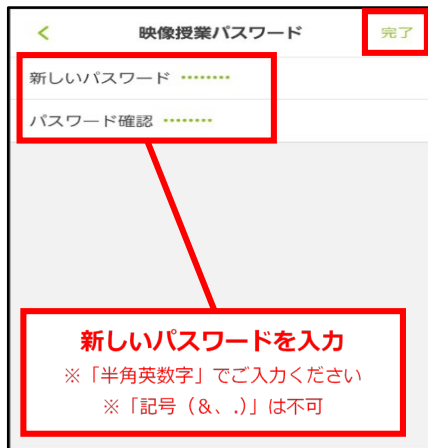 < 映像授業パスワード 完了
新しいパスワード ••••••••
パスワード確認 ••••••••
新しいパスワードを入力
※「半角英数字」でご入力ください
※「記号（&、.）」は不可